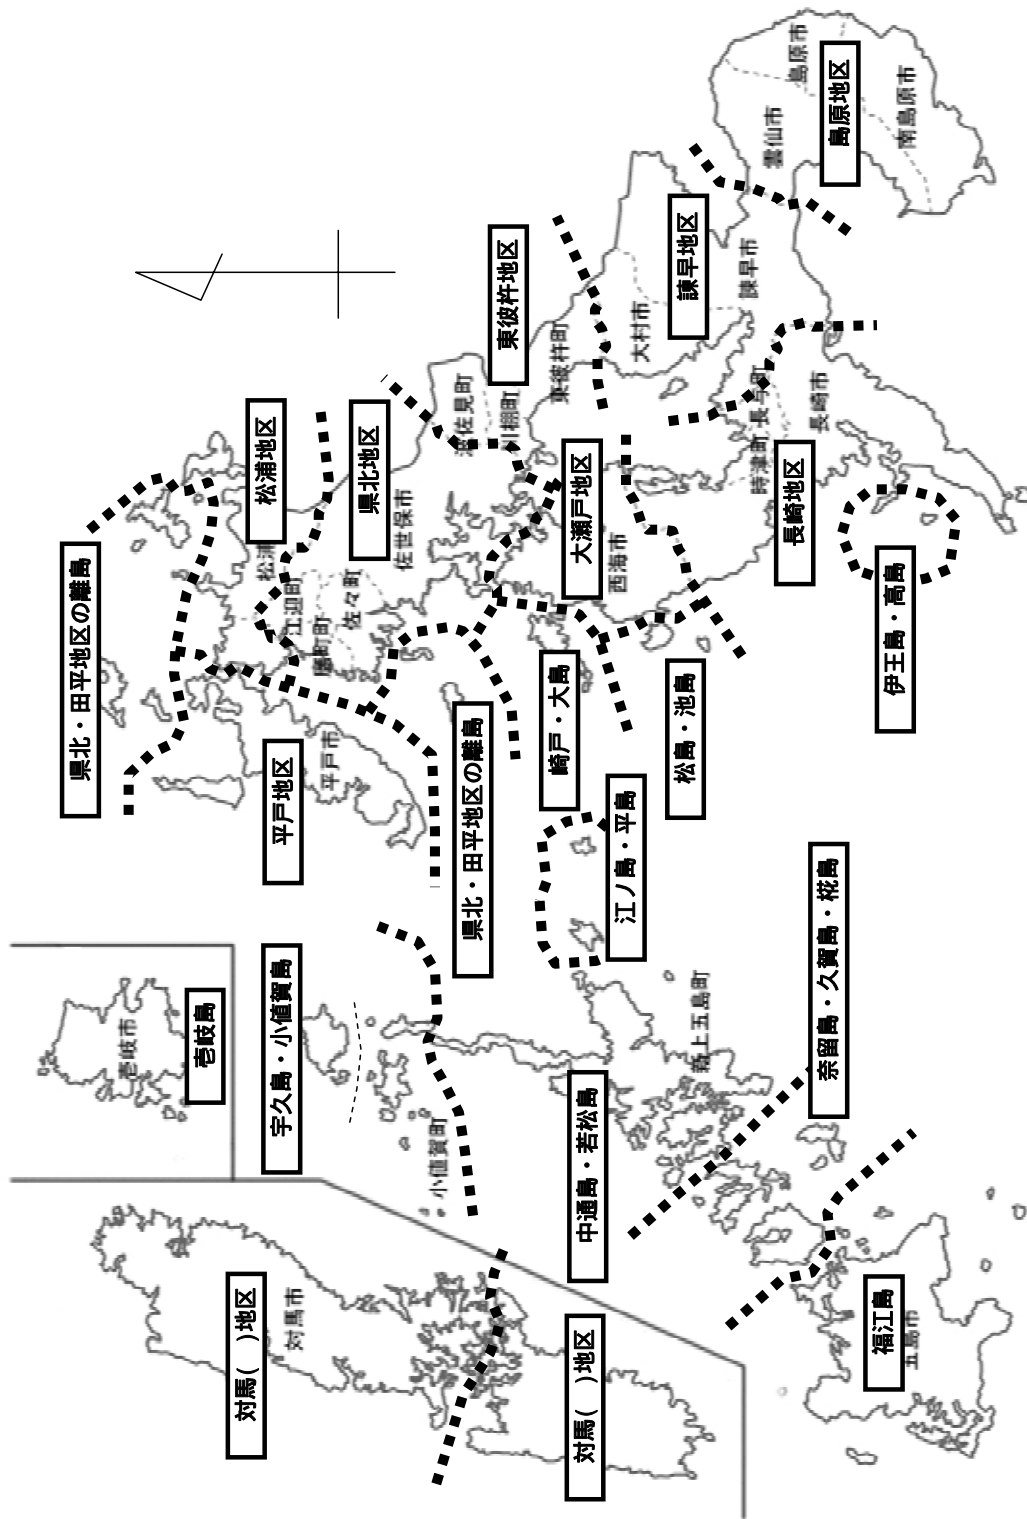 県北・田平地区の離島
壱岐市
壱岐島
対馬(　)地区
対馬市
宇久島・小値賀島
平戸地区
平戸市
松浦地区
松浦
江迎町
佐々町
県北地区
佐世保市
小値賀町
県北・田平地区の離島
波佐見町
川棚町
東彼杵地区
東彼杵町
崎戸・大島
大瀬戸地区
西海市
対馬(　)地区
中通島・若松島
江ノ島・平島
大村市
諫早地区
諫早市
松島・池島
新上五島町
時津町
長与町
長崎地区
長崎市
雲仙市
島原市
島原地区
南島原市
奈留島・久賀島・椛島
伊王島・高島
福江島
五島市